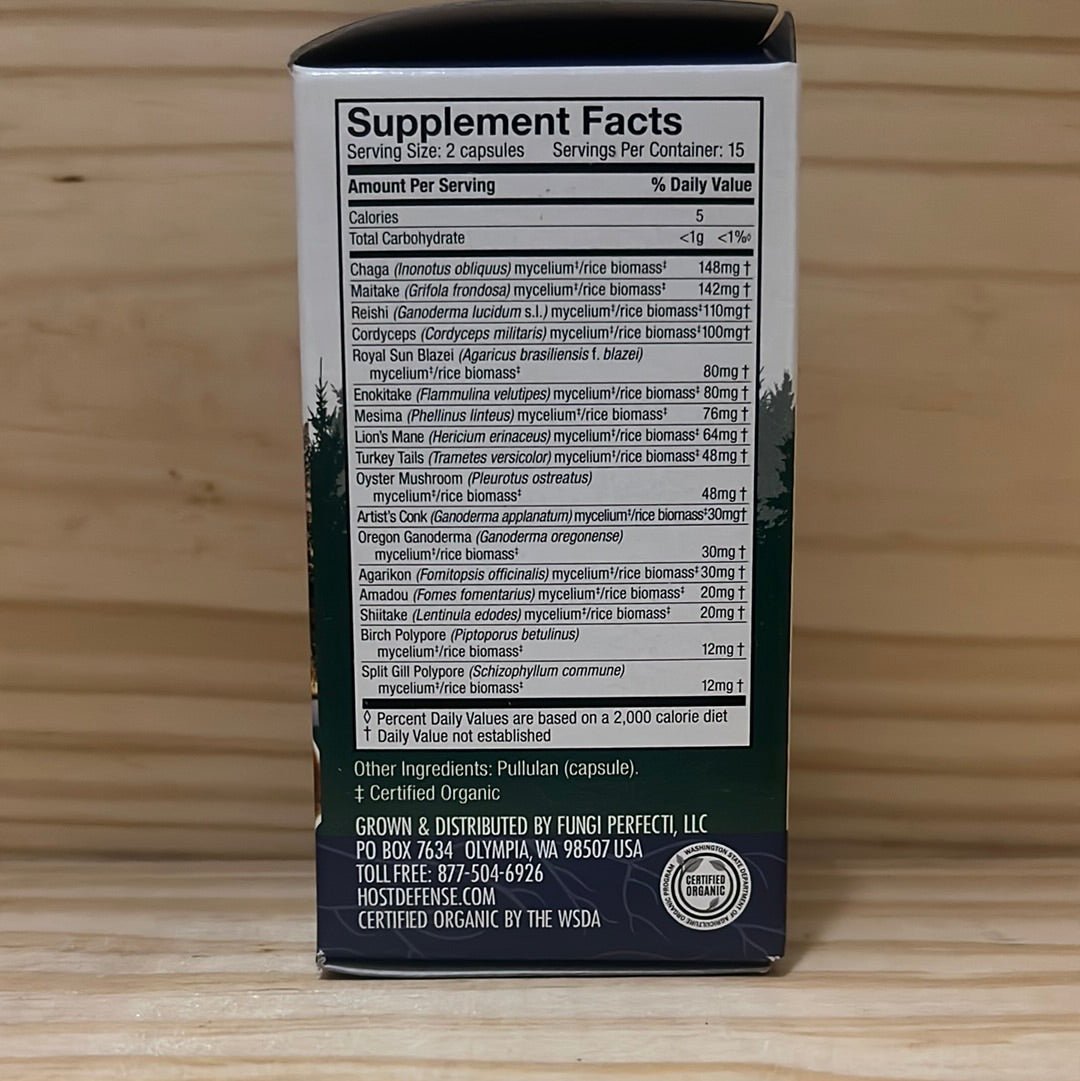 Supplement Facts
Serving Size: 2 capsules Servings Per Container: 15
Amount Per Serving % Daily Value
Calories 5
Total Carbohydrate <1g <1%◊
Chaga (Inonotus obliquus) mycelium‡/rice biomass‡ 148mg †
Maitake (Grifola frondosa) mycelium‡/rice biomass‡ 142mg †
Reishi (Ganoderma lucidum s.l.) mycelium‡/rice biomass‡ 110mg†
Cordyceps (Cordyceps militaris) mycelium‡/rice biomass‡ 100mg†
Royal Sun Blazei (Agaricus brasiliensis f. blazei)
mycelium‡/rice biomass‡ 80mg †
Enokitake (Flammulina velutipes) mycelium‡/rice biomass‡ 80mg †
Mesima (Phellinus linteus) mycelium‡/rice biomass‡ 76mg †
Lion's Mane (Hericium erinaceus) mycelium‡/rice biomass‡ 64mg †
Turkey Tails (Trametes versicolor) mycelium‡/rice biomass‡ 48mg †
Oyster Mushroom (Pleurotus ostreatus)
mycelium‡/rice biomass‡ 48mg †
Artist's Conk (Ganoderma applanatum) mycelium‡/rice biomass‡ 30mg†
Oregon Ganoderma (Ganoderma oregonense)
mycelium‡/rice biomass‡ 30mg †
Agarikon (Fomitopsis officinalis) mycelium‡/rice biomass‡ 30mg †
Amadou (Fomes fomentarius) mycelium‡/rice biomass‡ 20mg †
Shiitake (Lentinula edodes) mycelium‡/rice biomass‡ 20mg †
Birch Polypore (Piptoporus betulinus)
mycelium‡/rice biomass‡ 12mg †
Split Gill Polypore (Schizophyllum commune)
mycelium‡/rice biomass‡ 12mg †
◊ Percent Daily Values are based on a 2,000 calorie diet
† Daily Value not established
Other Ingredients: Pullulan (capsule).
‡ Certified Organic
GROWN & DISTRIBUTED BY FUNGI PERFECTI, LLC
PO BOX 7634 OLYMPIA, WA 98507 USA
TOLL FREE: 877-504-6926
HOSTDEFENSE.COM
CERTIFIED ORGANIC BY THE WSDA
WASHINGTON STATE DEPARTMENT OF AGRICULTURE ORGANIC PROGRAM
CERTIFIED
ORGANIC